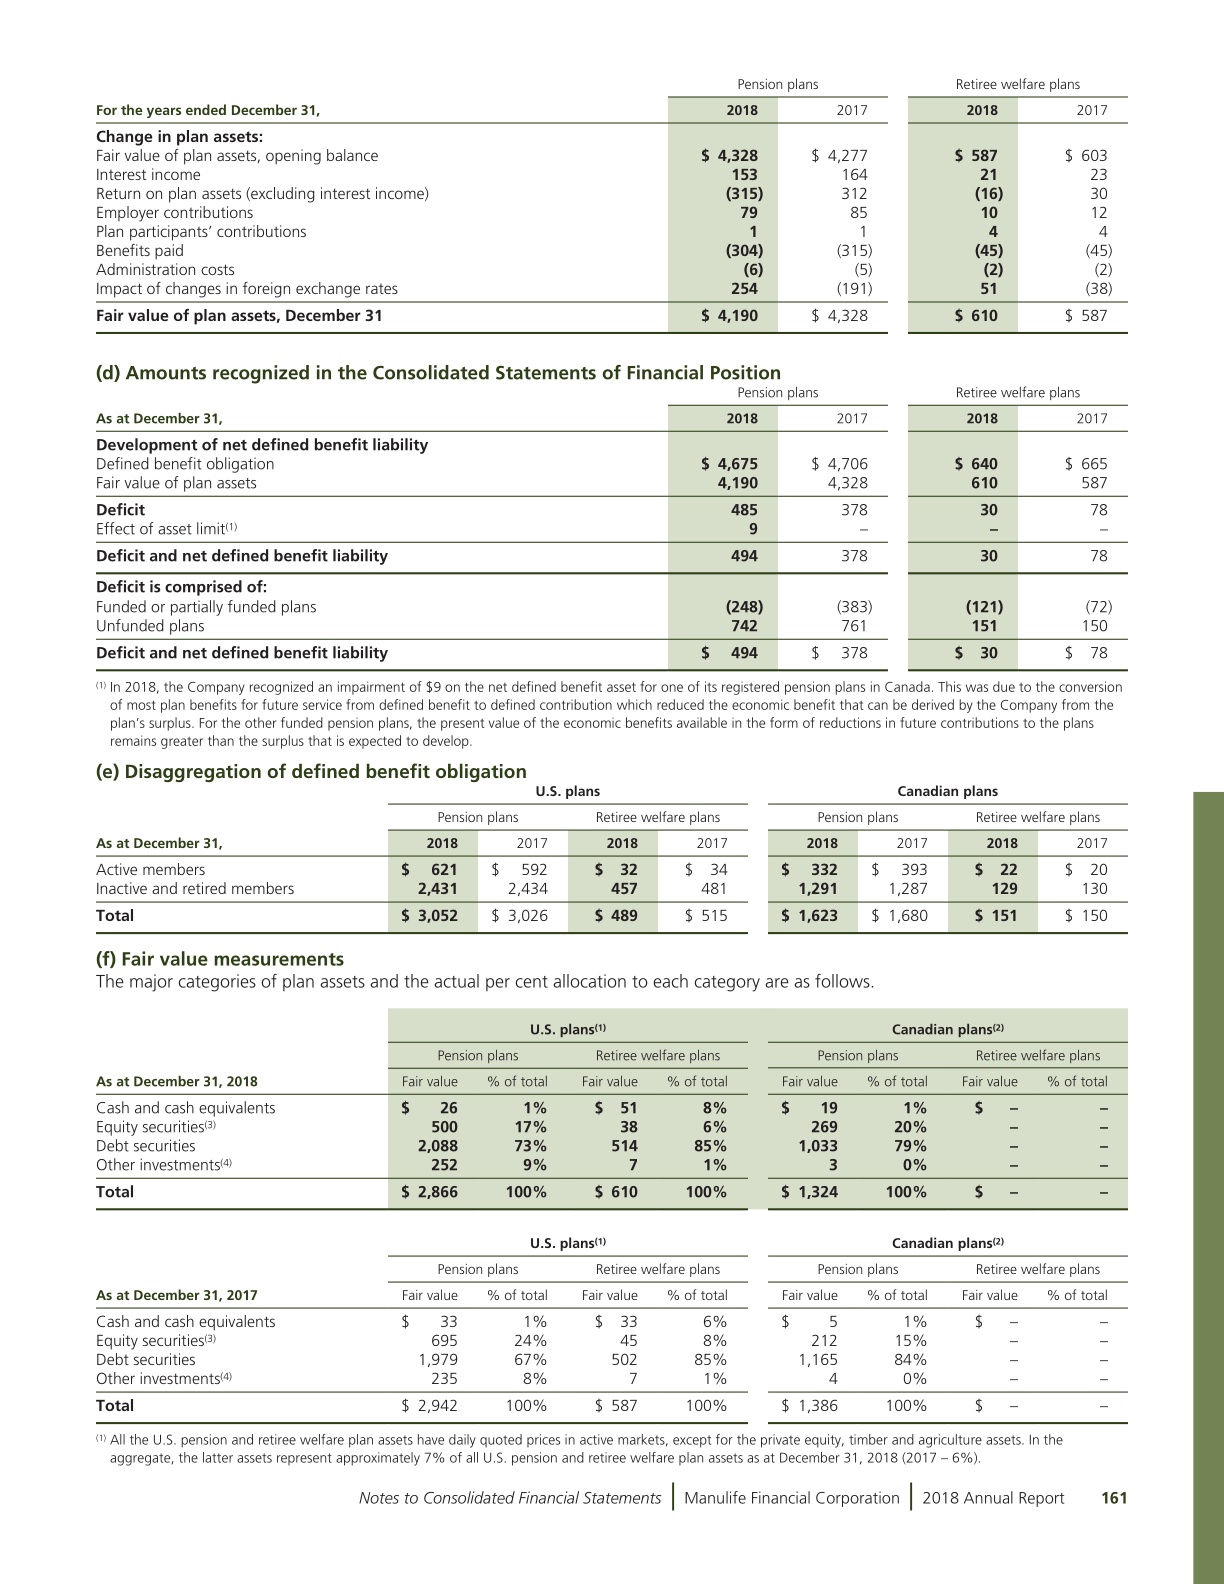 Pension plans Retiree welfare plans
For the years ended December 31, 2018 2017 2018 2017
Change in plan assets:
Fair value of plan assets, opening balance $ 4,328 $ 4,277 $ 587 $ 603
Interest income 153 164 21 23
Return on plan assets (excluding interest income) (315) 312 (16) 30
Employer contributions 79 85 10 12
Plan participants’ contributions 1 1 4 4
Benefits paid (304) (315) (45) (45)
Administration costs (6) (5) (2) (2)
Impact of changes in foreign exchange rates 254 (191) 51 (38)
Fair value of plan assets, December 31 $ 4,190 $ 4,328 $ 610 $ 587
(d) Amounts recognized in the Consolidated Statements of Financial Position
Pension plans Retiree welfare plans
As at December 31, 2018 2017 2018 2017
Development of net defined benefit liability
Defined benefit obligation $ 4,675 $ 4,706 $ 640 $ 665
Fair value of plan assets 4,190 4,328 610 587
Deficit 485 378 30 78
Effect of asset limit(1) 9 – – –
Deficit and net defined benefit liability 494 378 30 78
Deficit is comprised of:
Funded or partially funded plans (248) (383) (121) (72)
Unfunded plans 742 761 151 150
Deficit and net defined benefit liability $ 494 $ 378 $ 30 $ 78
(1) In 2018, the Company recognized an impairment of $9 on the net defined benefit asset for one of its registered pension plans in Canada. This was due to the conversion
of most plan benefits for future service from defined benefit to defined contribution which reduced the economic benefit that can be derived by the Company from the
plan’s surplus. For the other funded pension plans, the present value of the economic benefits available in the form of reductions in future contributions to the plans
remains greater than the surplus that is expected to develop.
(e) Disaggregation of defined benefit obligation
U.S. plans Canadian plans
Pension plans Retiree welfare plans Pension plans Retiree welfare plans
As at December 31, 2018 2017 2018 2017 2018 2017 2018 2017
Active members $ 621 $ 592 $ 32 $ 34 $ 332 $ 393 $ 22 $ 20
Inactive and retired members 2,431 2,434 457 481 1,291 1,287 129 130
Total $ 3,052 $ 3,026 $ 489 $ 515 $ 1,623 $ 1,680 $ 151 $ 150
(f) Fair value measurements
The major categories of plan assets and the actual per cent allocation to each category are as follows.
U.S. plans(1) Canadian plans(2)
Pension plans Retiree welfare plans Pension plans Retiree welfare plans
As at December 31, 2018 Fair value % of total Fair value % of total Fair value % of total Fair value % of total
Cash and cash equivalents $ 26 1% $ 51 8% $ 19 1% $ – –
Equity securities(3) 500 17% 38 6% 269 20% – –
Debt securities 2,088 73% 514 85% 1,033 79% – –
Other investments(4) 252 9% 7 1% 3 0% – –
Total $ 2,866 100% $ 610 100% $ 1,324 100% $ – –
U.S. plans(1) Canadian plans(2)
Pension plans Retiree welfare plans Pension plans Retiree welfare plans
As at December 31, 2017 Fair value % of total Fair value % of total Fair value % of total Fair value % of total
Cash and cash equivalents $ 33 1% $ 33 6% $ 5 1% $ – –
Equity securities(3) 695 24% 45 8% 212 15% – –
Debt securities 1,979 67% 502 85% 1,165 84% – –
Other investments(4) 235 8% 7 1% 4 0% – –
Total $ 2,942 100% $ 587 100% $ 1,386 100% $ – –
(1) All the U.S. pension and retiree welfare plan assets have daily quoted prices in active markets, except for the private equity, timber and agriculture assets. In the
aggregate, the latter assets represent approximately 7% of all U.S. pension and retiree welfare plan assets as at December 31, 2018 (2017 – 6%).
Notes to Consolidated Financial Statements | Manulife Financial Corporation | 2018 Annual Report 161